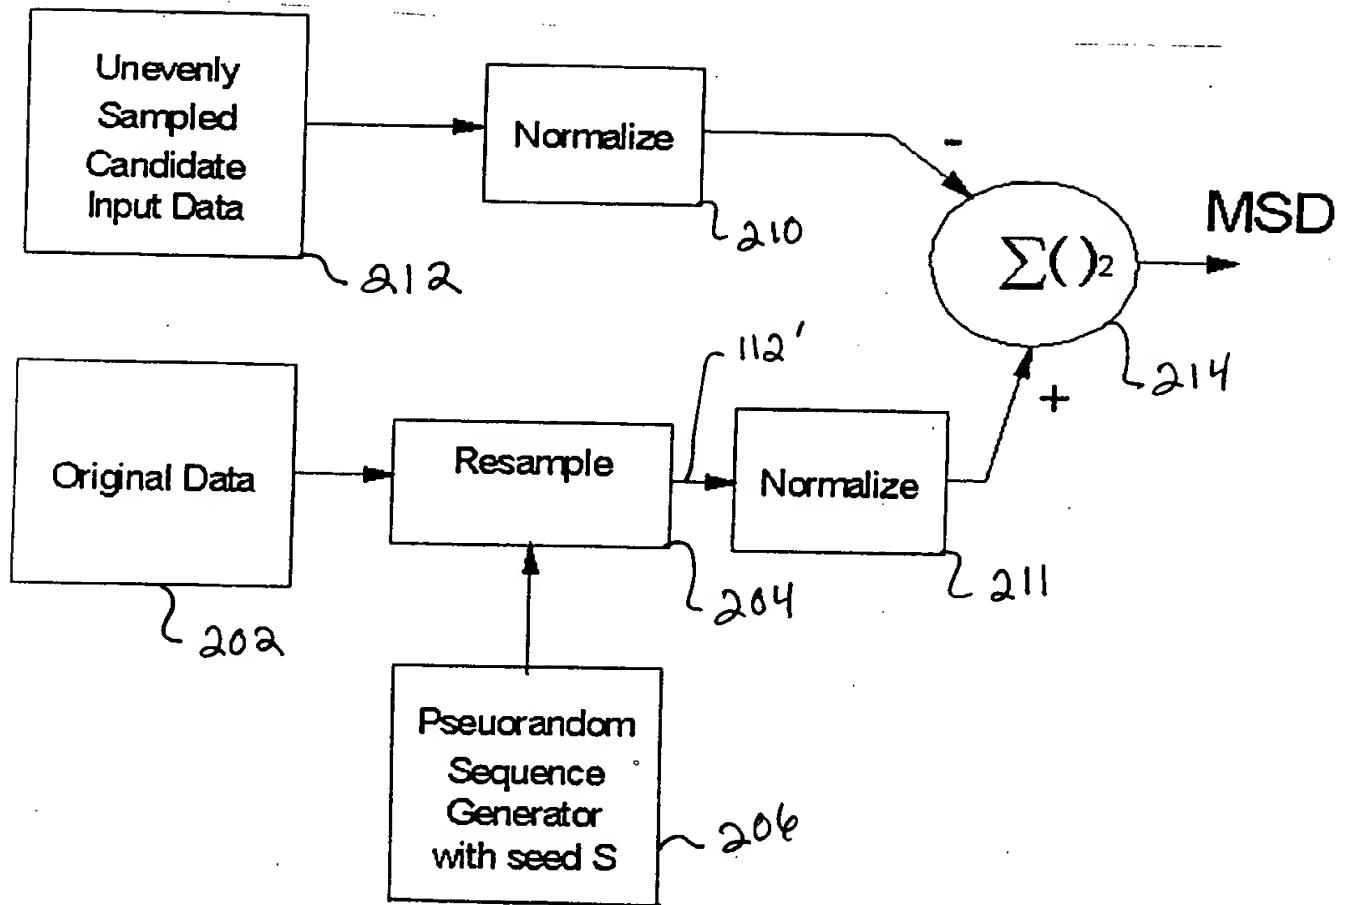 Unevenly
Sampled
Candidate
Input Data
212
Normalize
210
-
MSD
∑()2
214
+
Original Data
202
Resample
204
112'
Normalize
211
Pseuorandom
Sequence
Generator
with seed S
206